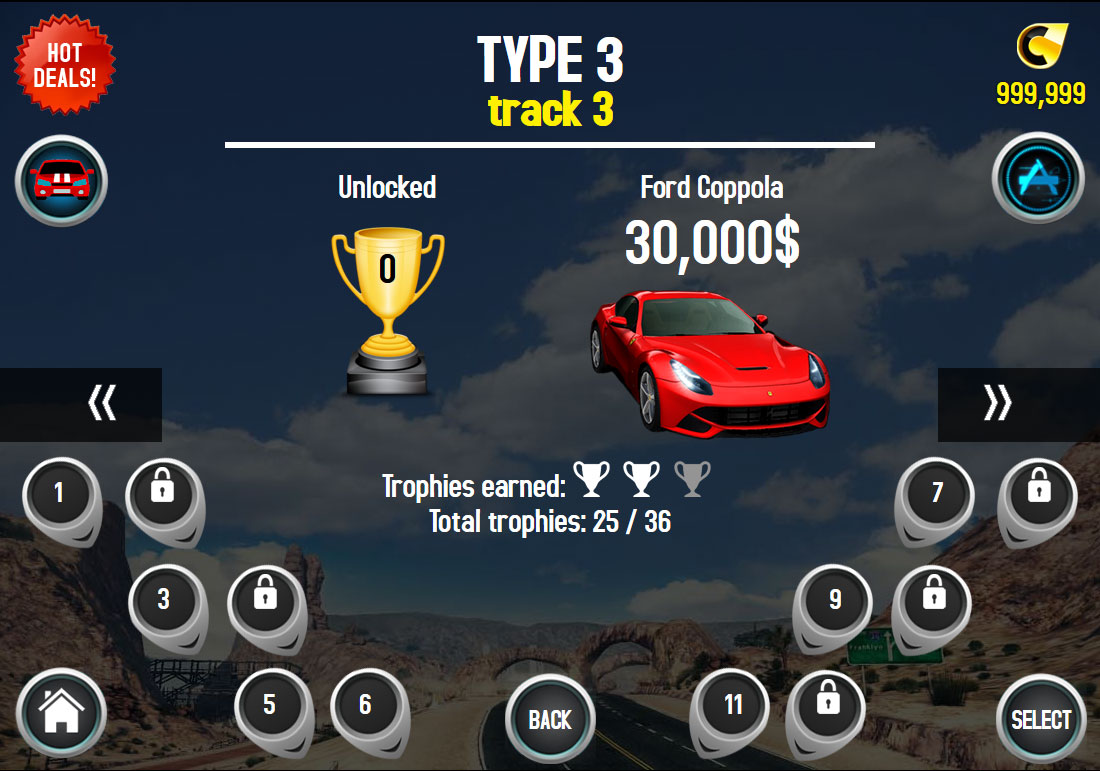 HOT
DEALS!
TYPE 3
track 3
999,999
Unlocked
0
Ford Coppola
30,000$
Trophies earned:
Total trophies: 25 / 36
1
7
3
9
Franklin
5
6
11
BACK
SELECT